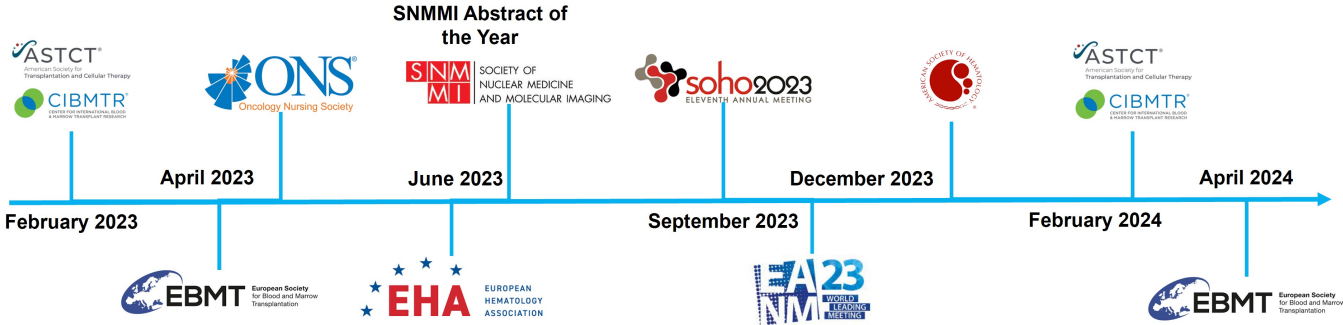 SNMMI Abstract of
the Year
ASTCT®
American Society for
Transplantation and Cellular Therapy
CIBMTR®
CENTER FOR INTERNATIONAL BLOOD
& MARROW TRANSPLANT RESEARCH
ONS®
Oncology Nursing Society
SNM
MI
SOCIETY OF
NUCLEAR MEDICINE
AND MOLECULAR IMAGING
soho2023
ELEVENTH ANNUAL MEETING
AMERICAN SOCIETY OF HEMATOLOGY
®
ASTCT®
American Society for
Transplantation and Cellular Therapy
CIBMTR®
CENTER FOR INTERNATIONAL BLOOD
& MARROW TRANSPLANT RESEARCH
April 2023
June 2023
December 2023
April 2024
February 2023
September 2023
February 2024
EBMT
European Society
for Blood and Marrow
Transplantation
EHA
EUROPEAN
HEMATOLOGY
ASSOCIATION
EA23
NM
WORLD
LEADING
MEETING
EBMT
European Society
for Blood and Marrow
Transplantation